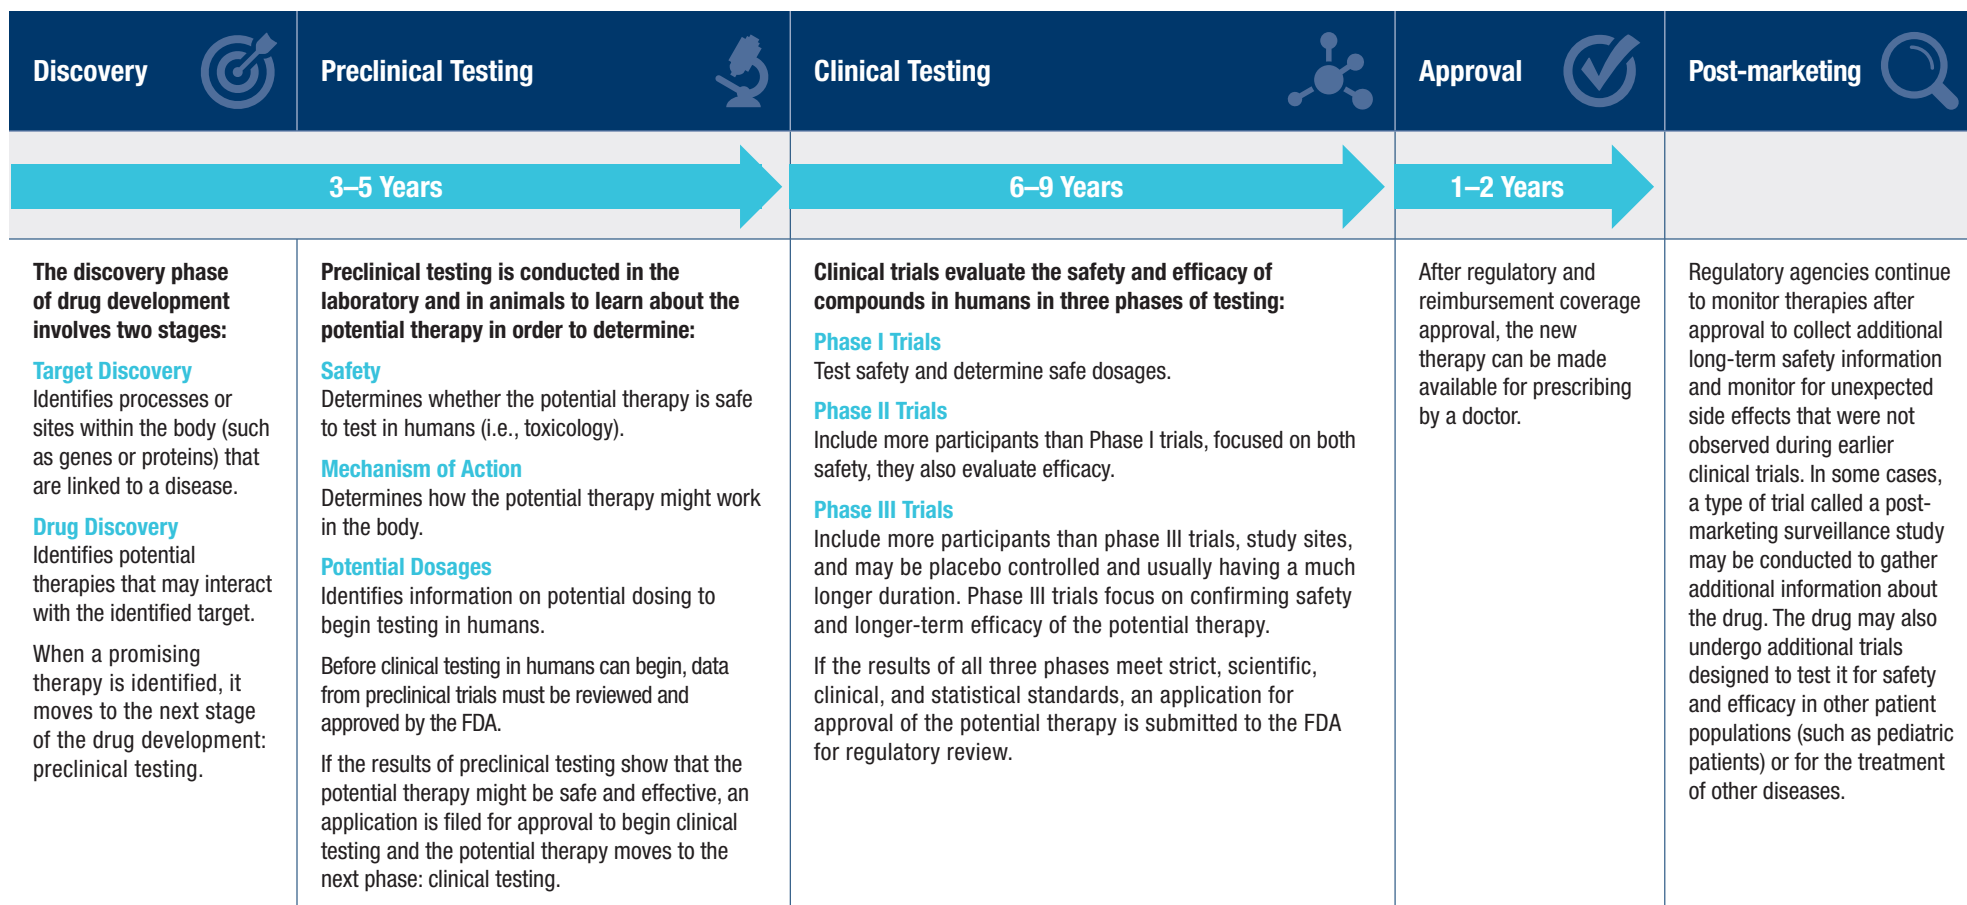 Discovery
Preclinical Testing
Clinical Testing
Approval
Post-marketing
3–5 Years
6–9 Years
1–2 Years
The discovery phase
of drug development
involves two stages:
Target Discovery
Identifies processes or
sites within the body (such
as genes or proteins) that
are linked to a disease.
Drug Discovery
Identifies potential
therapies that may interact
with the identified target.
When a promising
therapy is identified, it
moves to the next stage
of the drug development:
preclinical testing.
Preclinical testing is conducted in the
laboratory and in animals to learn about the
potential therapy in order to determine:
Safety
Determines whether the potential therapy is safe
to test in humans (i.e., toxicology).
Mechanism of Action
Determines how the potential therapy might work
in the body.
Potential Dosages
Identifies information on potential dosing to
begin testing in humans.
Before clinical testing in humans can begin, data
from preclinical trials must be reviewed and
approved by the FDA.
If the results of preclinical testing show that the
potential therapy might be safe and effective, an
application is filed for approval to begin clinical
testing and the potential therapy moves to the
next phase: clinical testing.
Clinical trials evaluate the safety and efficacy of
compounds in humans in three phases of testing:
Phase I Trials
Test safety and determine safe dosages.
Phase II Trials
Include more participants than Phase I trials, focused on both
safety, they also evaluate efficacy.
Phase III Trials
Include more participants than phase III trials, study sites,
and may be placebo controlled and usually having a much
longer duration. Phase III trials focus on confirming safety
and longer-term efficacy of the potential therapy.
If the results of all three phases meet strict, scientific,
clinical, and statistical standards, an application for
approval of the potential therapy is submitted to the FDA
for regulatory review.
After regulatory and
reimbursement coverage
approval, the new
therapy can be made
available for prescribing
by a doctor.
Regulatory agencies continue
to monitor therapies after
approval to collect additional
long-term safety information
and monitor for unexpected
side effects that were not
observed during earlier
clinical trials. In some cases,
a type of trial called a post-
marketing surveillance study
may be conducted to gather
additional information about
the drug. The drug may also
undergo additional trials
designed to test it for safety
and efficacy in other patient
populations (such as pediatric
patients) or for the treatment
of other diseases.